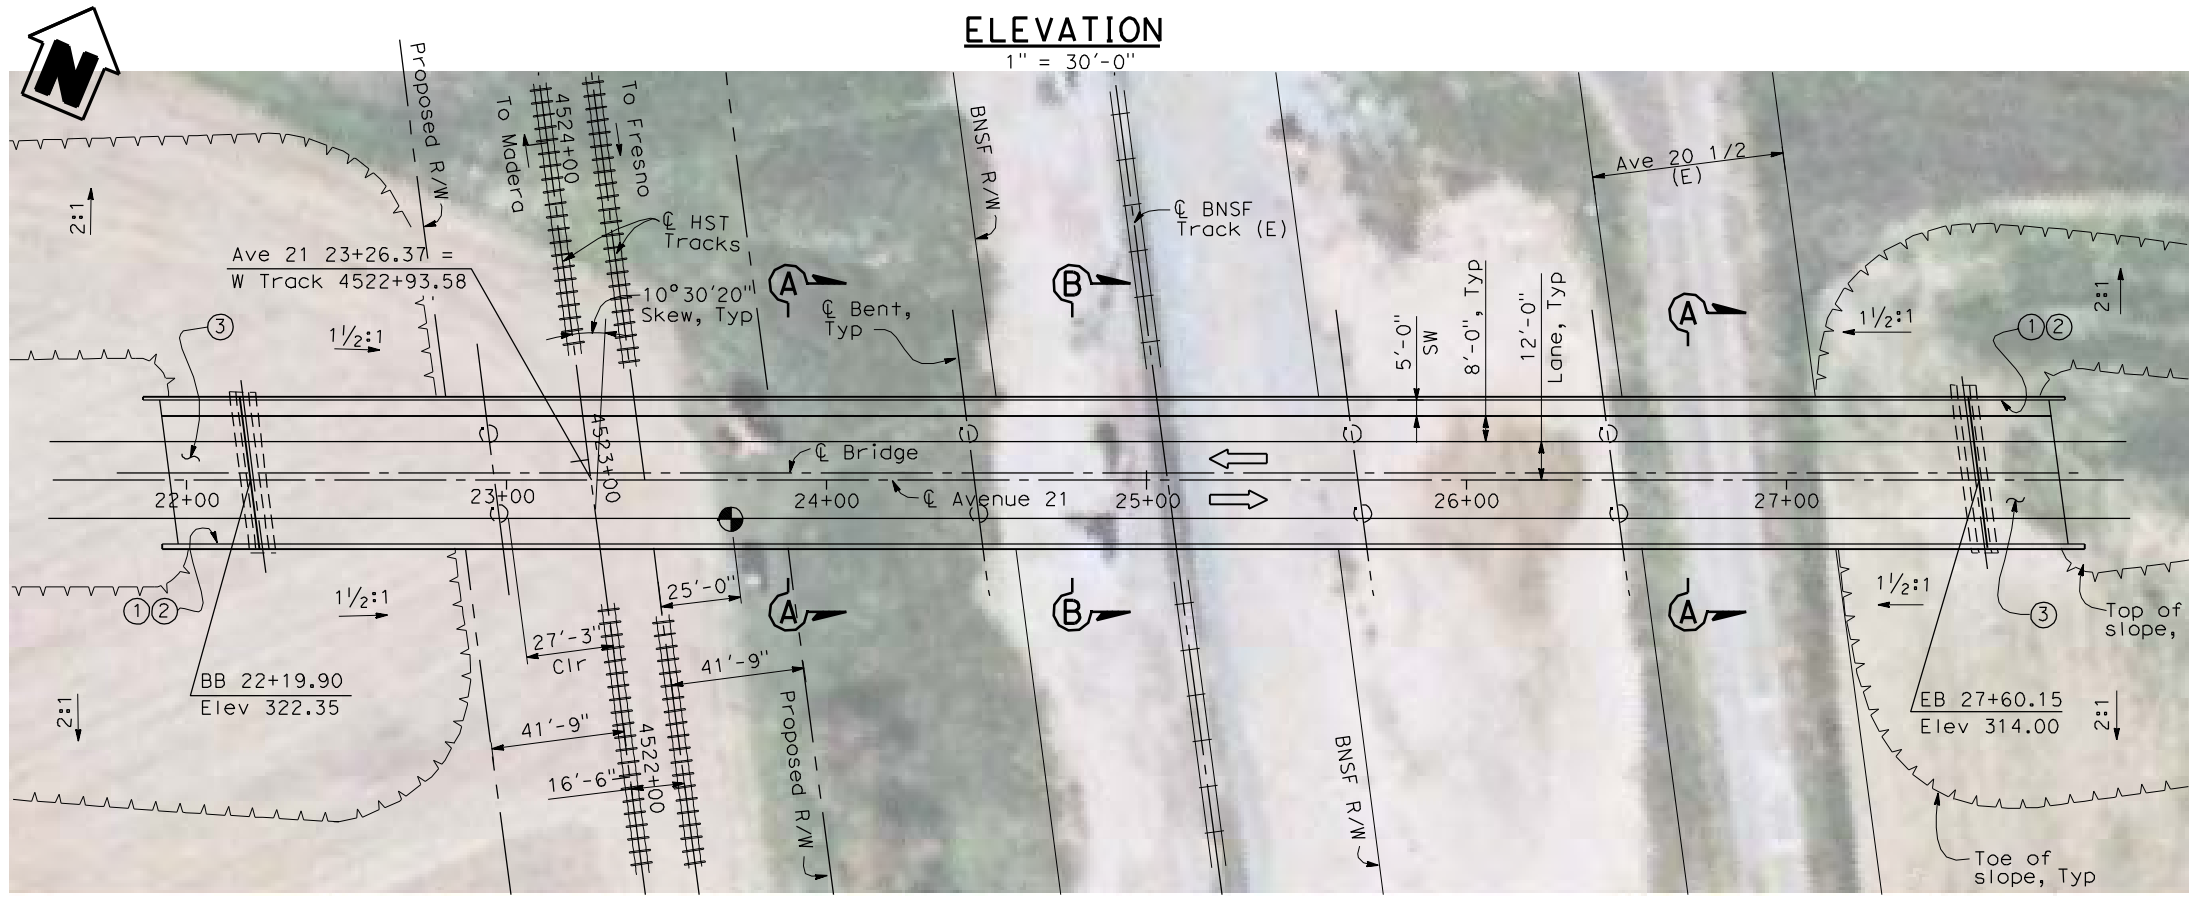 ELEVATION
1" = 30'-0"
N
Proposed R/W
To Madera
4524+00
To Fresno
BNSF R/W
Ave 20 1/2
(E)
2:1
℄ HST
Tracks
℄ BNSF
Track (E)
Ave 21 23+26.37 =
W Track 4522+93.58
A
B
10°30'20"
Skew, Typ
℄ Bent,
Typ
5'-0"
SW
8'-0", Typ
12'-0"
Lane, Typ
A
2:1
3
1½:1
1½:1
1 2
4523+00
℄ Bridge
22+00
23+00
24+00
℄ Avenue 21
25+00
26+00
27+00
1½:1
1 2
25'-0"
A
B
A
1½:1
3
Top of
slope,
27'-3"
Clr
41'-9"
BB 22+19.90
Elev 322.35
2:1
41'-9"
16'-6"
4522+00
Proposed R/W
BNSF R/W
EB 27+60.15
Elev 314.00
2:1
Toe of
slope, Typ